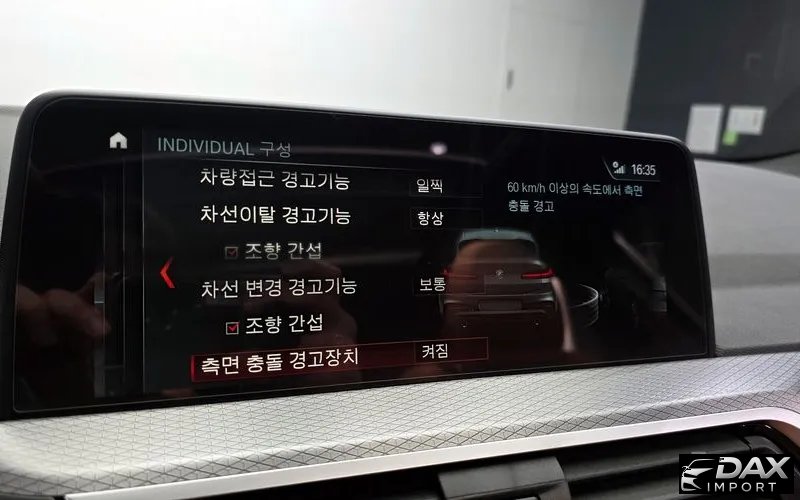 INDIVIDUAL 구성
16:35
차량접근 경고기능 일찍
차선이탈 경고기능 항상
조향 간섭
차선 변경 경고기능 보통
조향 간섭
측면 충돌 경고장치 켜짐
60 km/h 이상의 속도에서 측면
충돌 경고
DAX
IMPORT